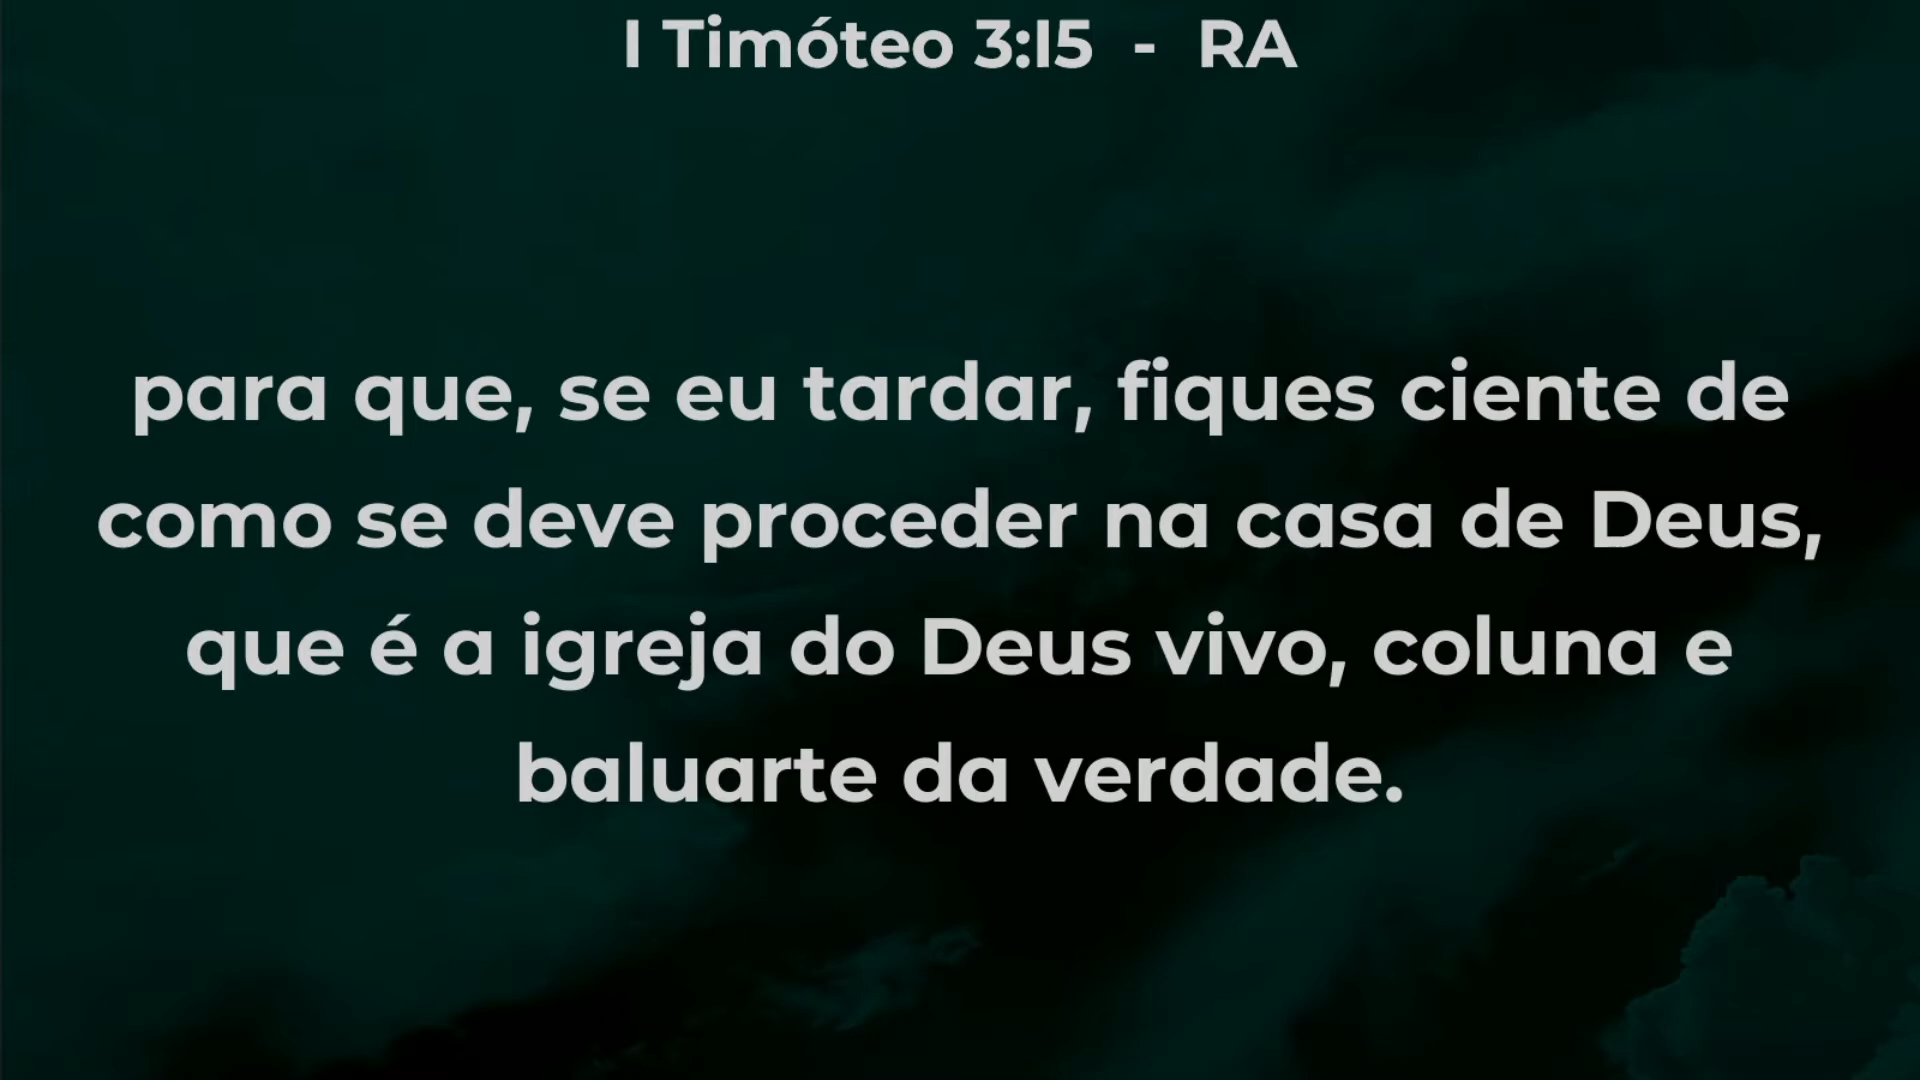 I Timóteo 3:15 - RA
para que, se eu tardar, fiques ciente de
como se deve proceder na casa de Deus,
que é a igreja do Deus vivo, coluna e
baluarte da verdade.